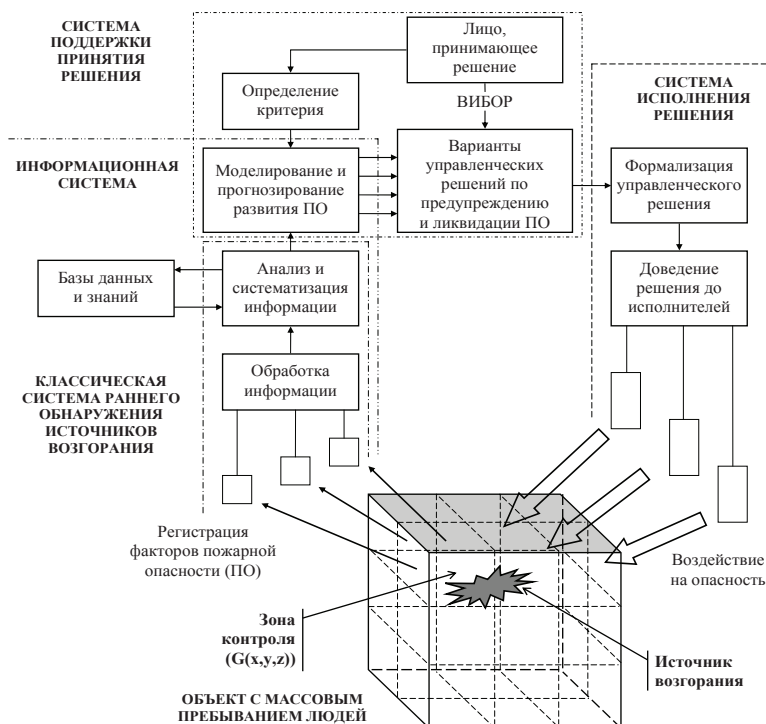 СИСТЕМА
ПОДДЕРЖКИ
ПРИНЯТИЯ
РЕШЕНИЯ
Лицо,
принимающее
решение
Определение
критерия
ВИБОР
СИСТЕМА
ИСПОЛНЕНИЯ
РЕШЕНИЯ
ИНФОРМАЦИОННАЯ
СИСТЕМА
Моделирование и
прогнозирование
развития ПО
Варианты
управленческих
решений по
предупреждению
и ликвидации ПО
Формализация
управленческого
решения
Базы данных
и знаний
Анализ и
систематизация
информации
Доведение
решения до
исполнителей
Обработка
информации
КЛАССИЧЕСКАЯ
СИСТЕМА РАННЕГО
ОБНАРУЖЕНИЯ
ИСТОЧНИКОВ
ВОЗГОРАНИЯ
Регистрация
факторов пожарной
опасности (ПО)
Воздействие
на опасность
Зона
контроля
(G(x,y,z))
Источник
возгорания
ОБЪЕКТ С МАССОВЫМ
ПРЕБЫВАНИЕМ ЛЮДЕЙ